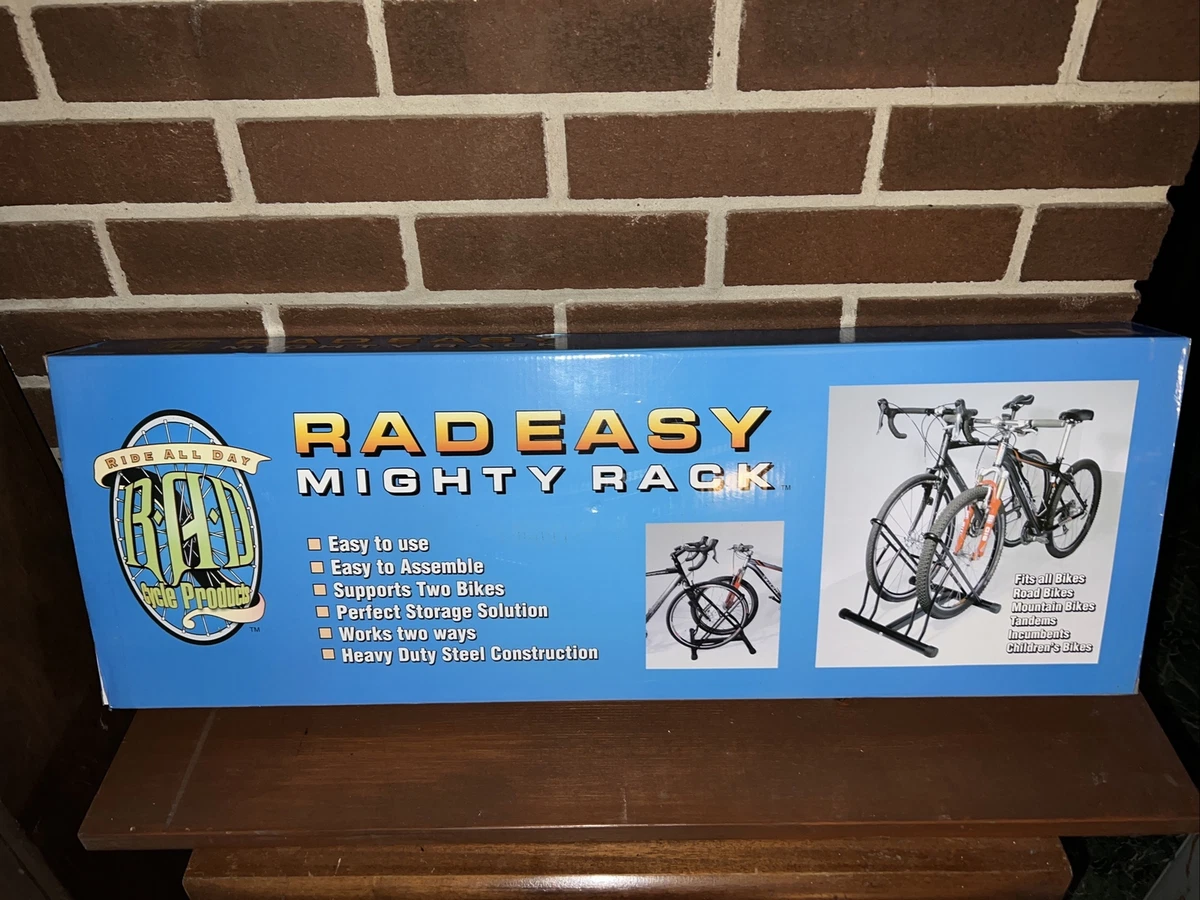 RIDE ALL DAY
R·A·D
Cycle Products
TM
RAD EASY
MIGHTY RACK
TM
Easy to use
Easy to Assemble
Supports Two Bikes
Perfect Storage Solution
Works two ways
Heavy Duty Steel Construction
Fits all Bikes
Road Bikes
Mountain Bikes
Tandems
Incumbents
Children's Bikes